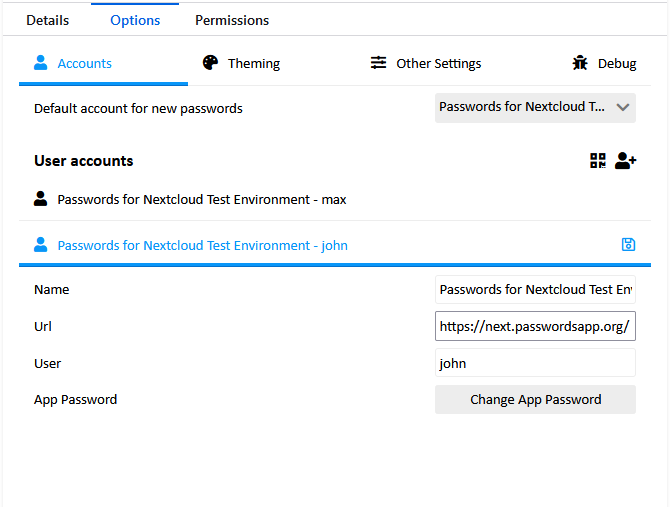 Details Options Permissions
Accounts Theming Other Settings Debug
Default account for new passwords Passwords for Nextcloud T...
User accounts
Passwords for Nextcloud Test Environment - max
Passwords for Nextcloud Test Environment - john
Name Passwords for Nextcloud Test En
Url https://next.passwordsapp.org/
User john
App Password Change App Password